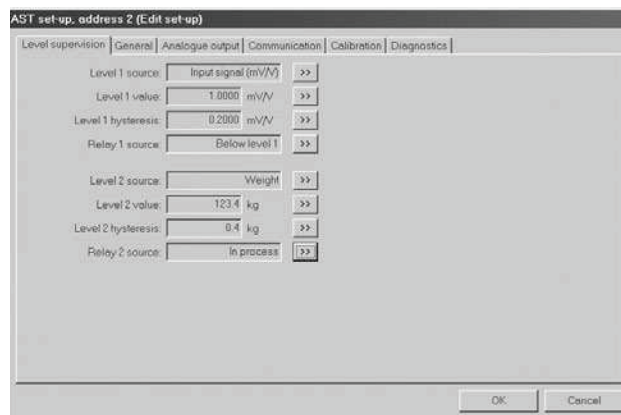 AST set-up, address 2 (Edit set-up)
Level supervision General Analogue output Communication Calibration Diagnostics
Level 1 source: Input signal (mV/V) >>
Level 1 value: 1.0000 mV/V >>
Level 1 hysteresis: 0.2000 mV/V >>
Relay 1 source: Below level 1 >>
Level 2 source: Weight >>
Level 2 value: 123.4 kg >>
Level 2 hysteresis: 0.4 kg >>
Relay 2 source: In process >>
OK Cancel